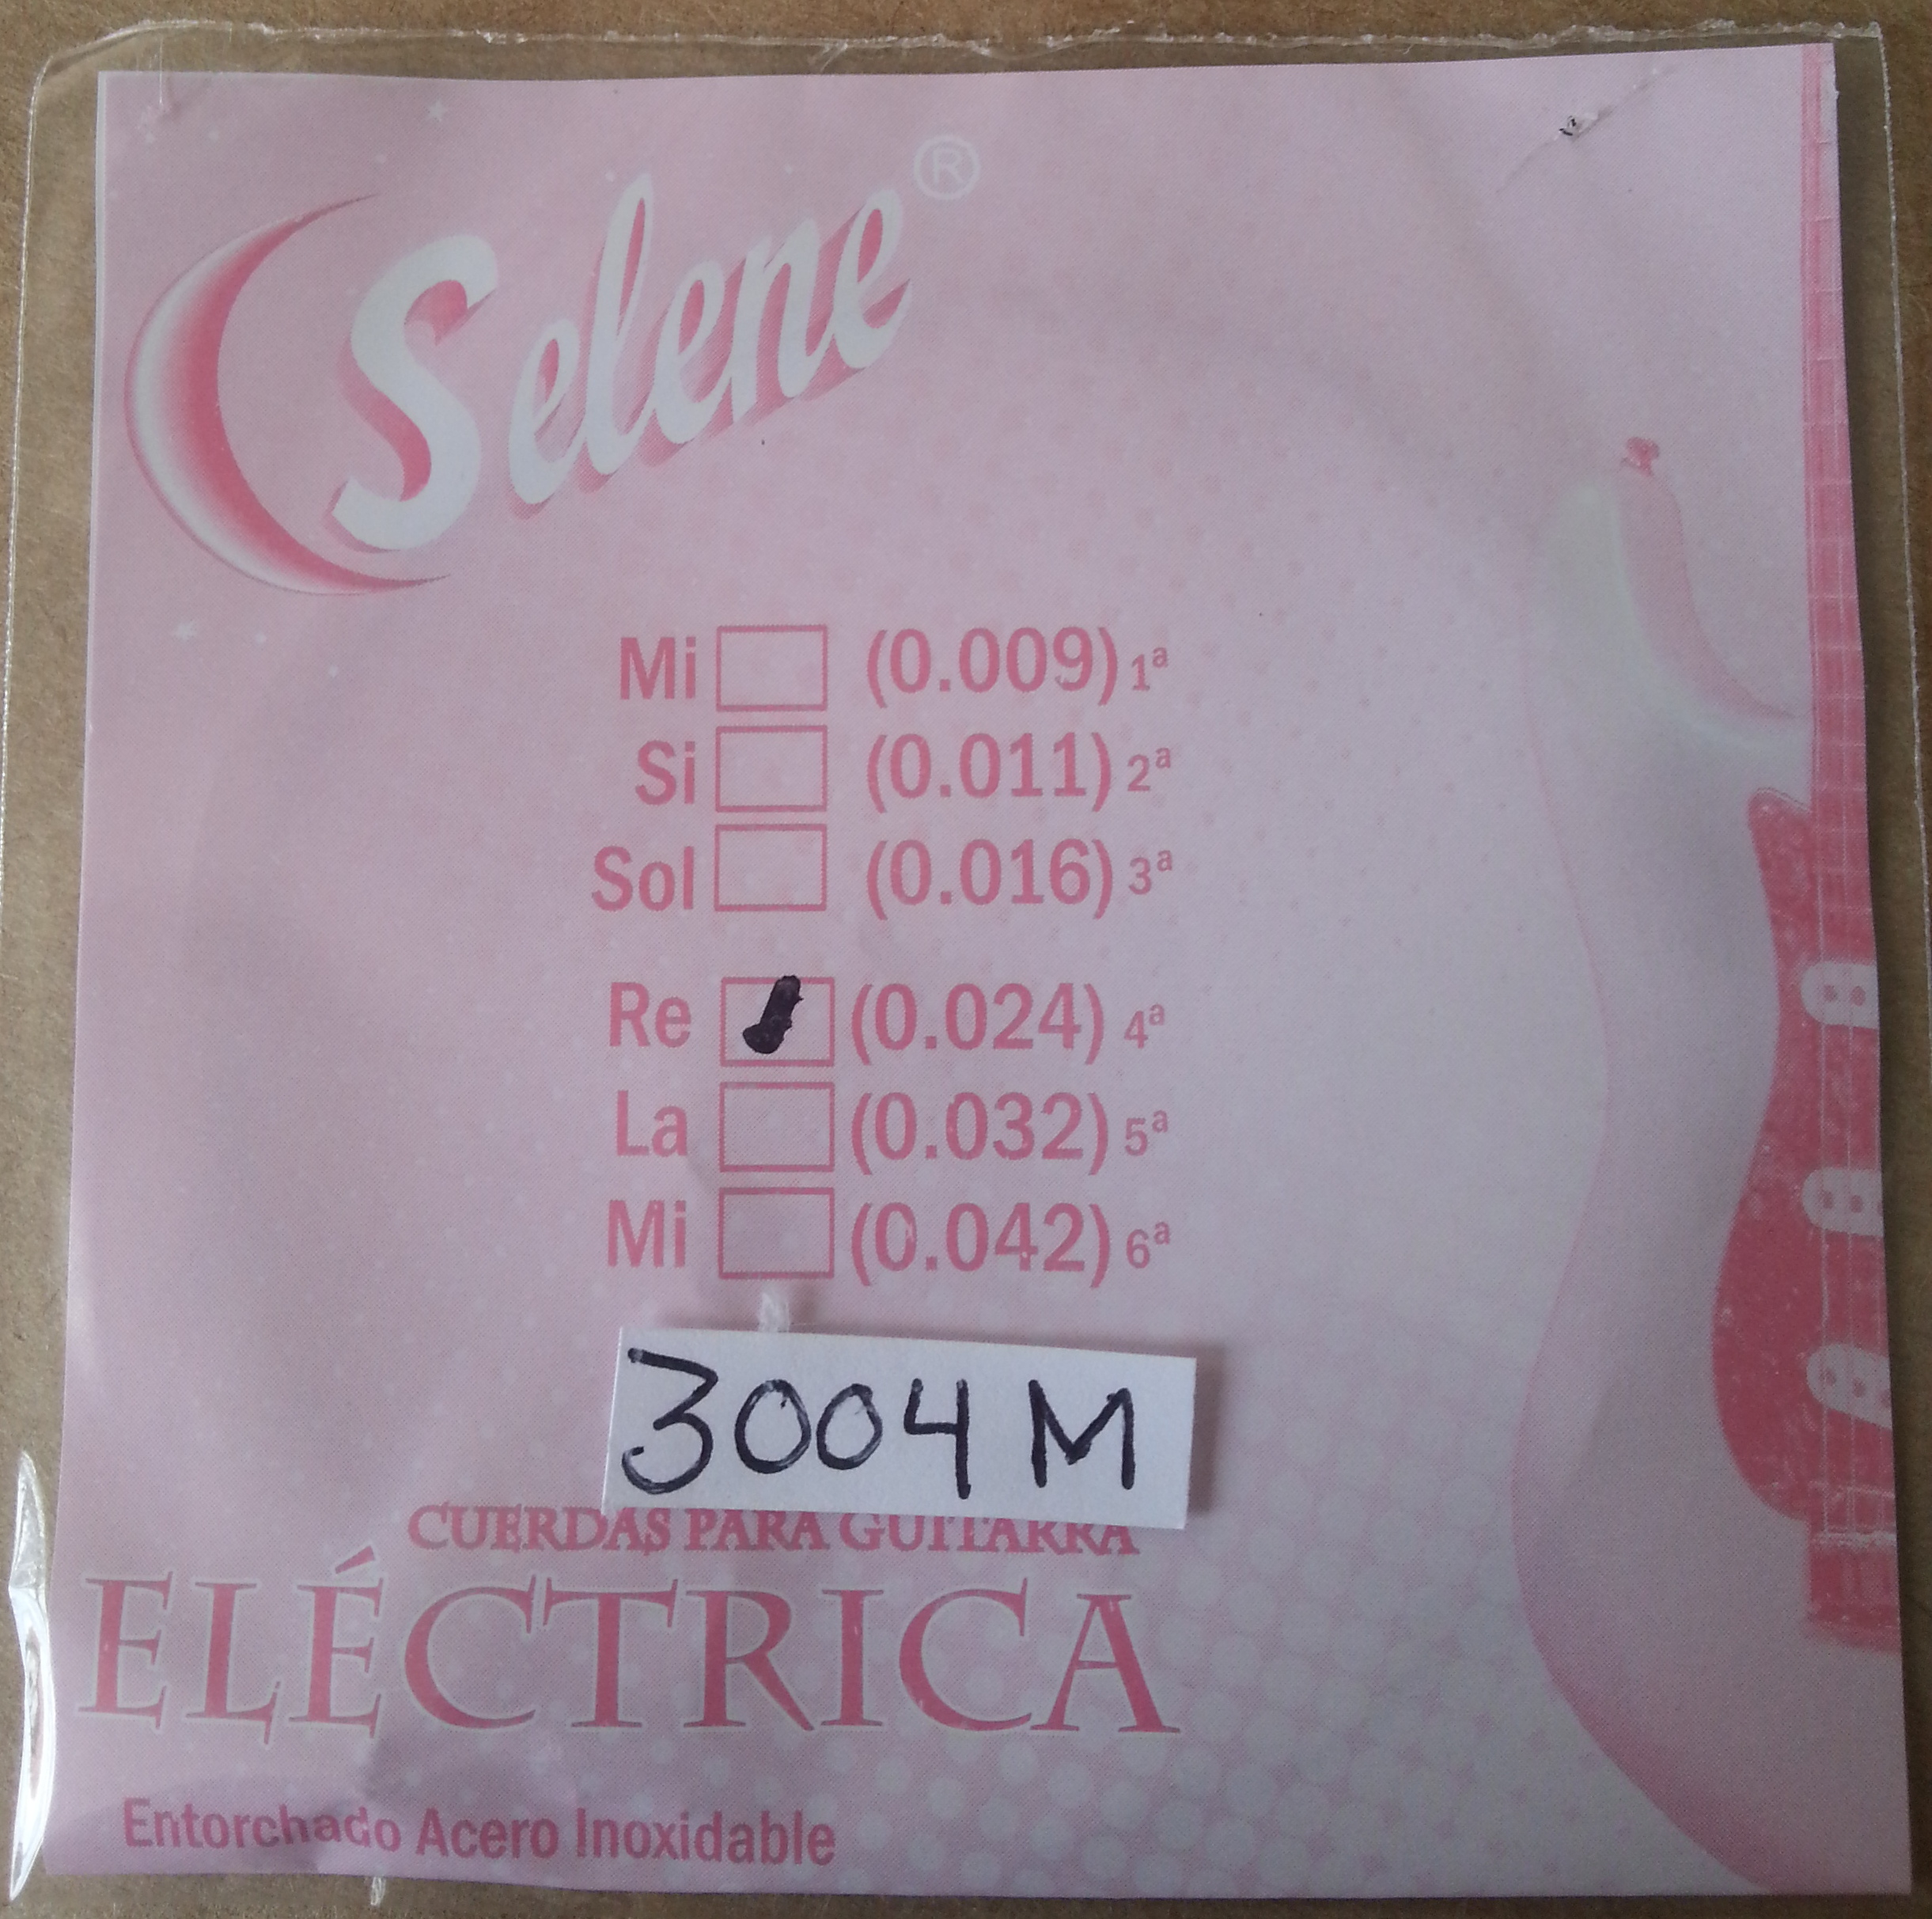 Selene ®
Mi (0.009) 1ª
Si (0.011) 2ª
Sol (0.016) 3ª
Re (0.024) 4ª
La (0.032) 5ª
Mi (0.042) 6ª
3004 M
CUERDAS PARA GUITARRA
ELÉCTRICA
Entorchado Acero Inoxidable